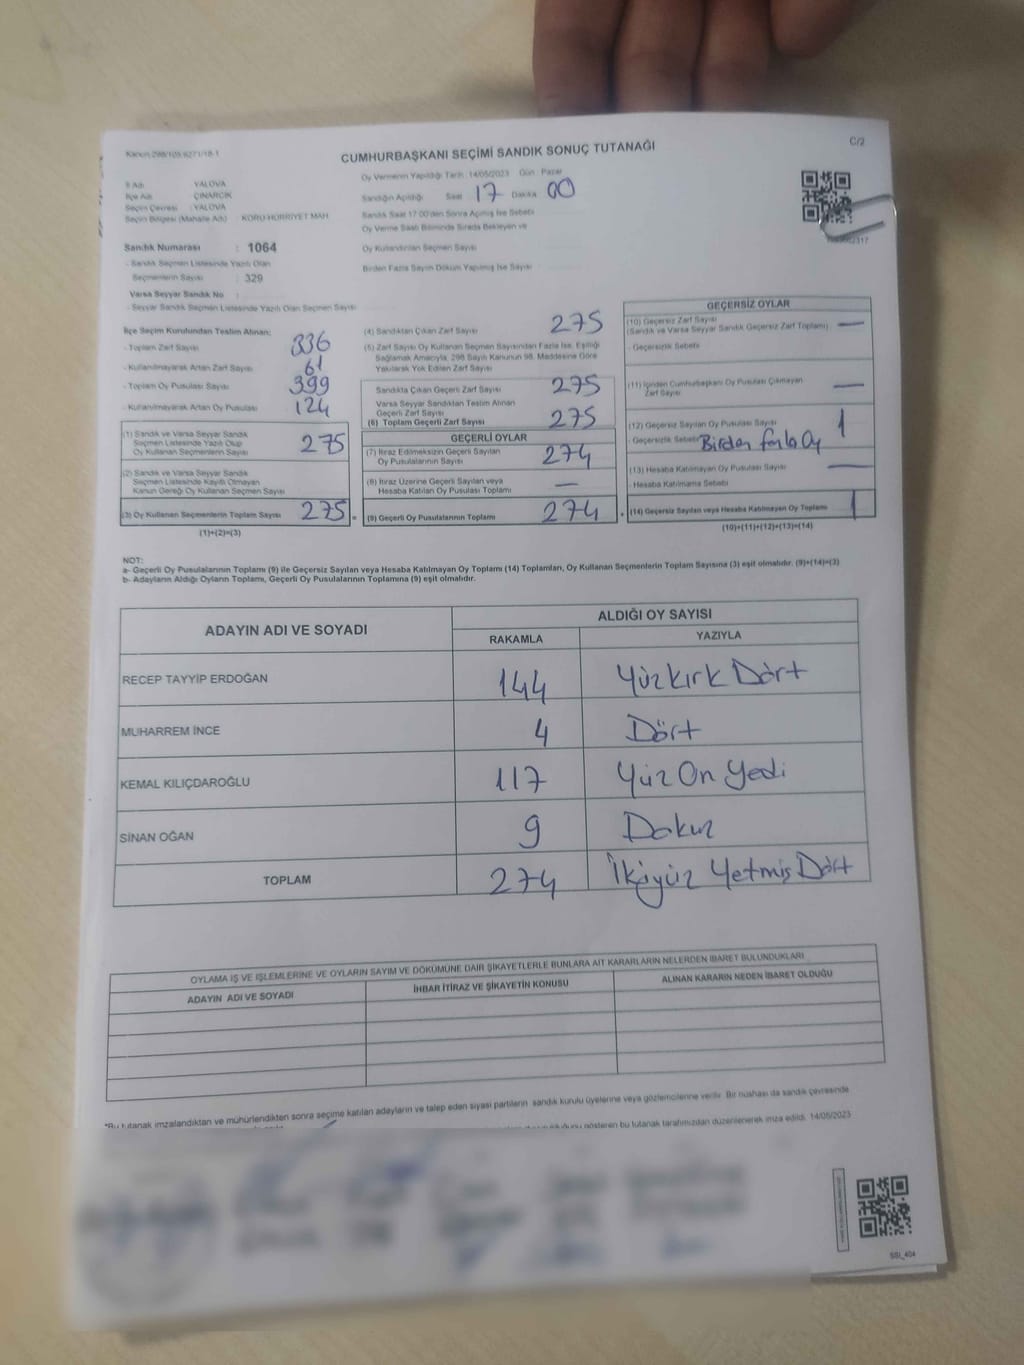 Kanun:298/105 6271/18-1
C/2
CUMHURBAŞKANI SEÇİMİ SANDIK SONUÇ TUTANAĞI
İl Adı YALOVA
İlçe Adı ÇINARCIK
Seçim Çevresi : YALOVA
Seçim Bölgesi (Mahalle Adı) KORU-HÜRRİYET MAH.
Oy Vermenin Yapıldığı Tarih : 14/05/2023 Gün : Pazar
Sandığın Açıldığı Saat 17 Dakika 00
Sandık Saat 17:00'den Sonra Açılmış İse Sebebi
Oy Verme Saati Bitiminde Sırada Bekleyen ve
Oy Kullandırılan Seçmen Sayısı
Birden Fazla Sayım Döküm Yapılmış İse Sayısı
Sandık Numarası : 1064
- Sandık Seçmen Listesinde Yazılı Olan
Seçmenlerin Sayısı : 329
Varsa Seyyar Sandık No :
- Seyyar Sandık Seçmen Listesinde Yazılı Olan Seçmen Sayısı
İlçe Seçim Kurulundan Teslim Alınan;
- Toplam Zarf Sayısı 336
- Kullanılmayarak Artan Zarf Sayısı 61
- Toplam Oy Pusulası Sayısı 399
- Kullanılmayarak Artan Oy Pusulası 124
(1) Sandık ve Varsa Seyyar Sandık
Seçmen Listesinde Yazılı Olup
Oy Kullanan Seçmenlerin Sayısı 275
(2) Sandık ve Varsa Seyyar Sandık
Seçmen Listesinde Kayıtlı Olmayan
Kanun Gereği Oy Kullanan Seçmen Sayısı
(3) Oy Kullanan Seçmenlerin Toplam Sayısı 275 =
(1)+(2)=(3)
(4) Sandıktan Çıkan Zarf Sayısı 275
(5) Zarf Sayısı Oy Kullanan Seçmen Sayısından Fazla İse, Eşitliği
Sağlamak Amacıyla, 298 Sayılı Kanunun 98. Maddesine Göre
Yakılarak Yok Edilen Zarf Sayısı
Sandıkta Çıkan Geçerli Zarf Sayısı 275
Varsa Seyyar Sandıktan Teslim Alınan
Geçerli Zarf Sayısı
(6) Toplam Geçerli Zarf Sayısı 275
GEÇERLİ OYLAR
(7) İtiraz Edilmeksizin Geçerli Sayılan
Oy Pusulalarının Sayısı 274
(8) İtiraz Üzerine Geçerli Sayılan veya
Hesaba Katılan Oy Pusulası Toplamı —
(9) Geçerli Oy Pusulalarının Toplamı 274 +
GEÇERSİZ OYLAR
(10) Geçersiz Zarf Sayısı
(Sandık ve Varsa Seyyar Sandık Geçersiz Zarf Toplamı) —
- Geçersizlik Sebebi
(11) İçinden Cumhurbaşkanı Oy Pusulası Çıkmayan
Zarf Sayısı —
(12) Geçersiz Sayılan Oy Pusulası Sayısı 1
- Geçersizlik Sebebi Birden fazla Oy
(13) Hesaba Katılmayan Oy Pusulası Sayısı —
- Hesaba Katılmama Sebebi
(14) Geçersiz Sayılan veya Hesaba Katılmayan Oy Toplamı 1
(10)+(11)+(12)+(13)=(14)
NOT:
a- Geçerli Oy Pusulalarının Toplamı (9) ile Geçersiz Sayılan veya Hesaba Katılmayan Oy Toplamı (14) Toplamları, Oy Kullanan Seçmenlerin Toplam Sayısına (3) eşit olmalıdır. (9)+(14)=(3)
b- Adayların Aldığı Oyların Toplamı, Geçerli Oy Pusulalarının Toplamına (9) eşit olmalıdır.
ADAYIN ADI VE SOYADI
ALDIĞI OY SAYISI
RAKAMLA YAZIYLA
RECEP TAYYİP ERDOĞAN 144 Yüzkırk Dört
MUHARREM İNCE 4 Dört
KEMAL KILIÇDAROĞLU 117 Yüz On Yedi
SİNAN OĞAN 9 Dokuz
TOPLAM 274 İkiyüz Yetmiş Dört
OYLAMA İŞ VE İŞLEMLERİNE VE OYLARIN SAYIM VE DÖKÜMÜNE DAİR ŞİKAYETLERLE BUNLARA AİT KARARLARIN NELERDEN İBARET BULUNDUKLARI
ADAYIN ADI VE SOYADI İHBAR İTİRAZ VE ŞİKAYETİN KONUSU ALINAN KARARIN NEDEN İBARET OLDUĞU
*Bu tutanak imzalandıktan ve mühürlendikten sonra seçime katılan adayların ve talep eden siyasi partilerin sandık kurulu üyelerine veya gözlemcilerine verilir. Bir nüshası da sandık çevresinde
gösteren bu tutanak tarafımızdan düzenlenerek imza edildi. 14/05/2023
SSI_404